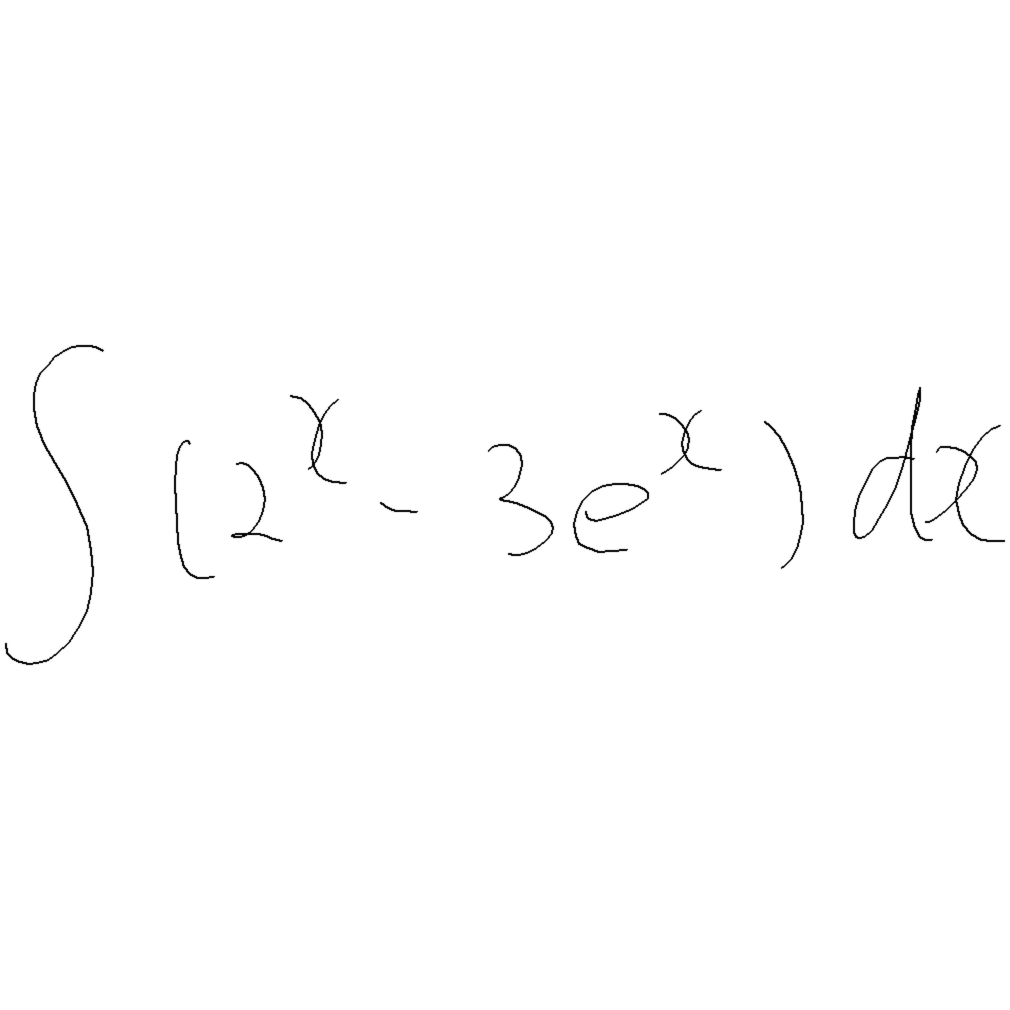 ∫ (2^x - 3e^x) dx